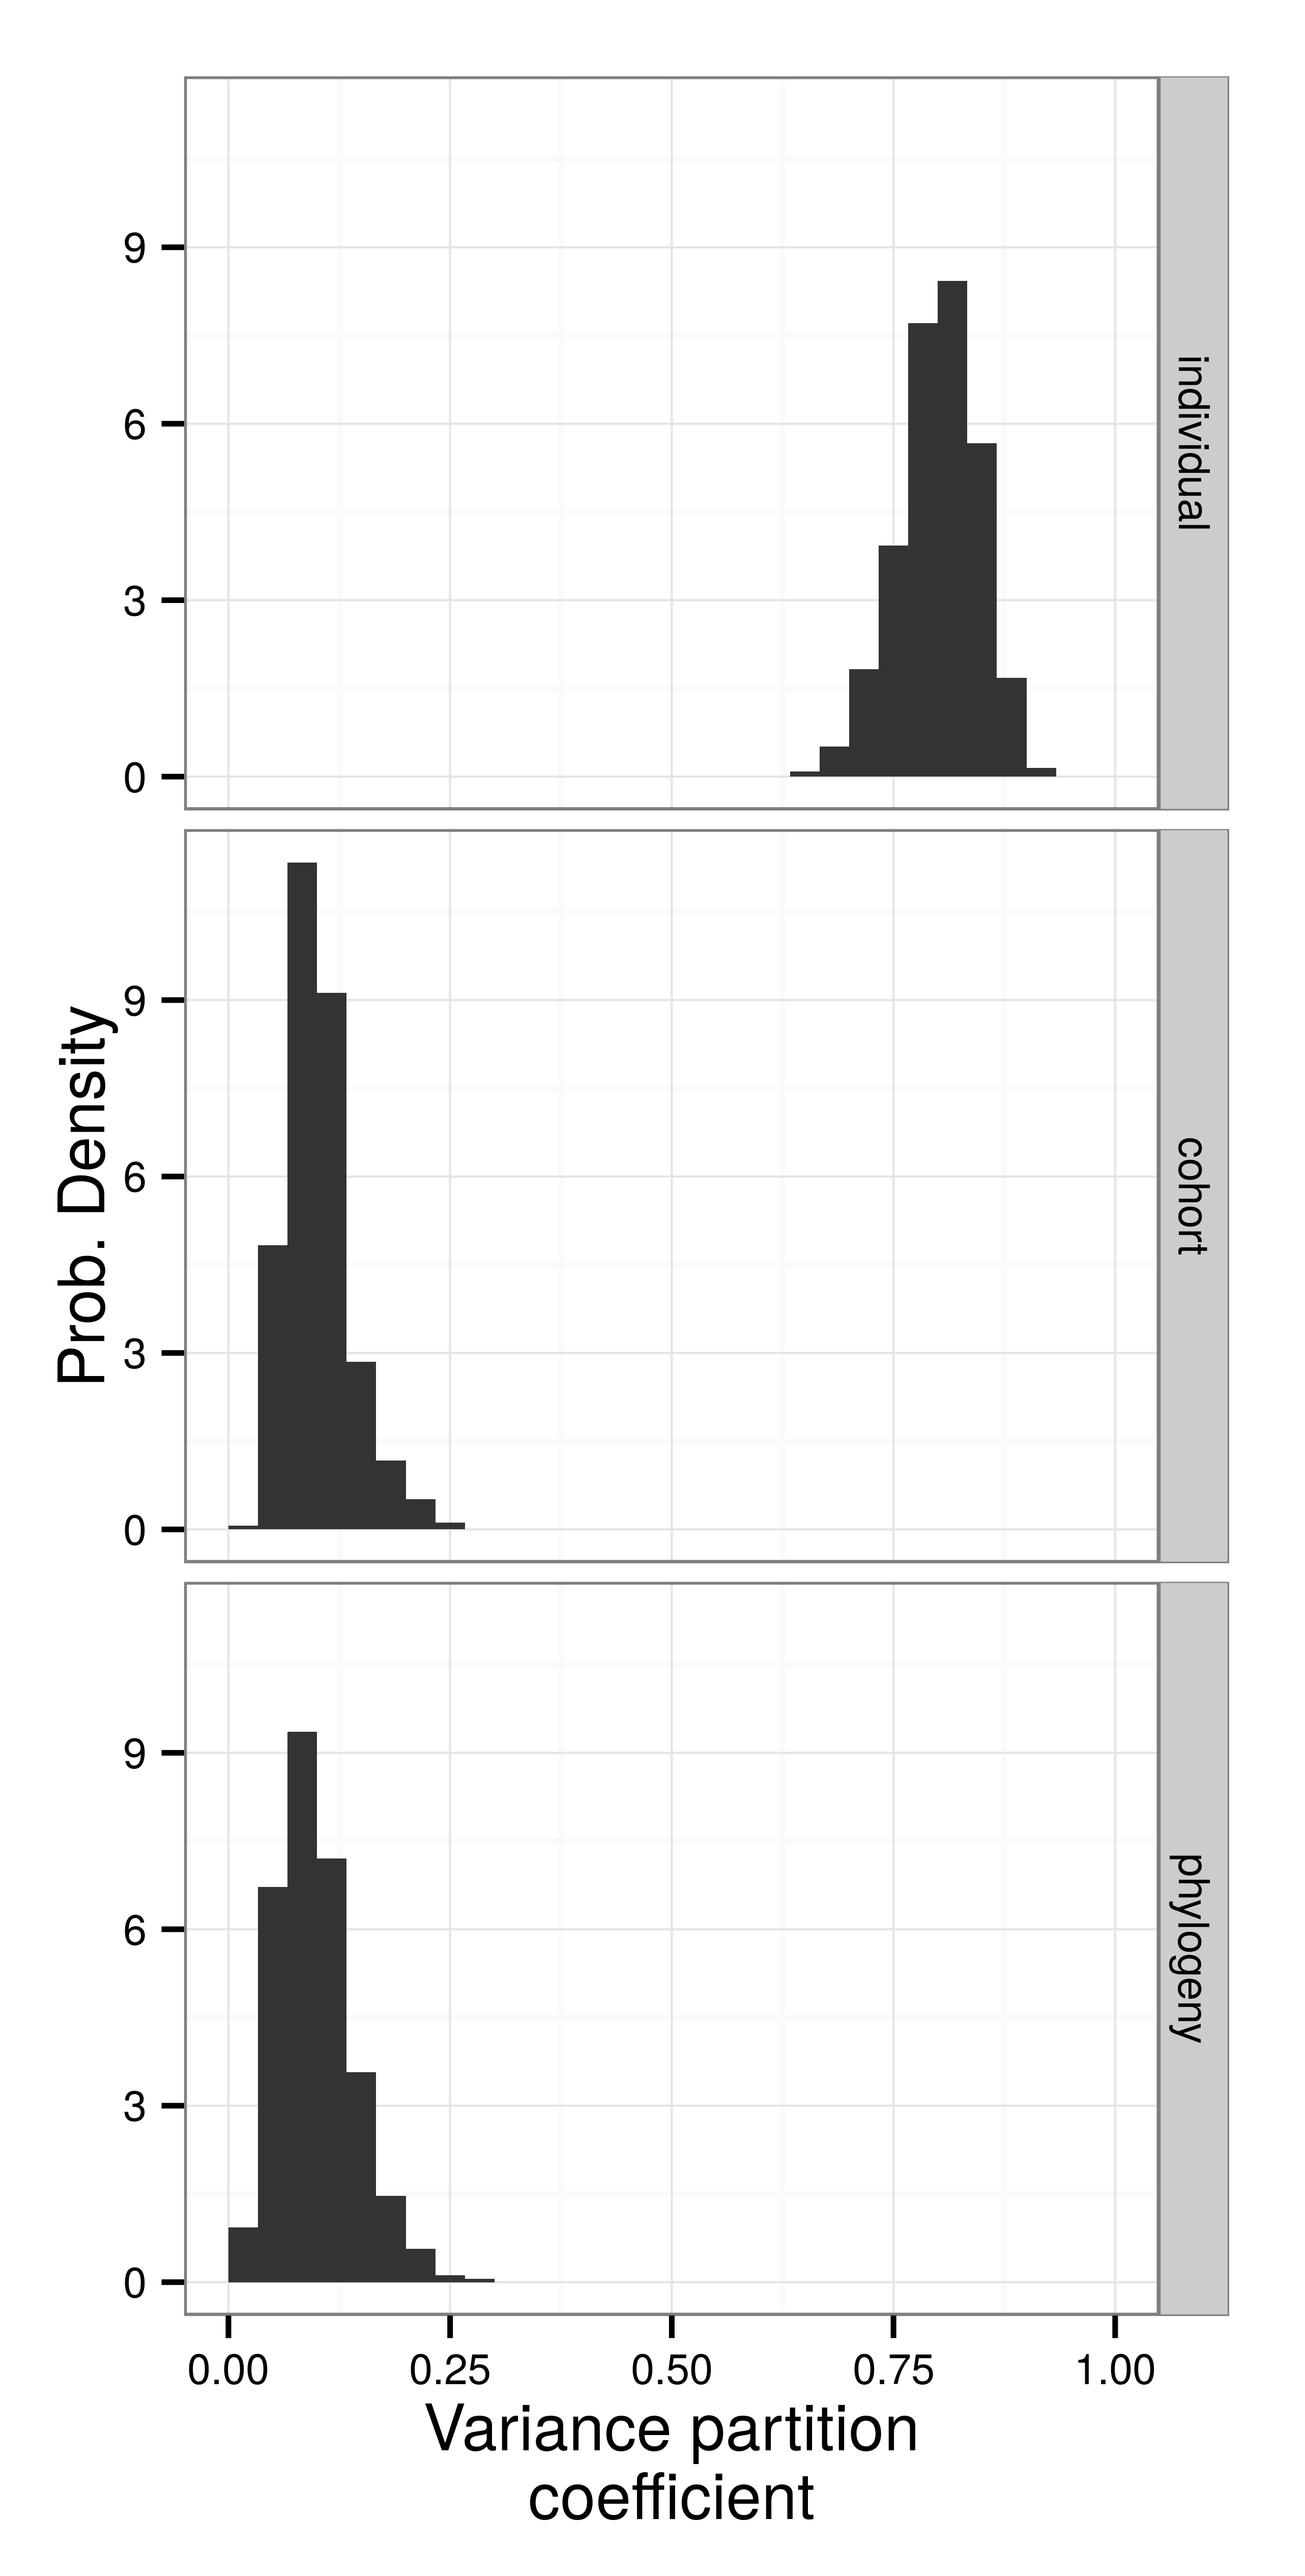 Prob. Density
9
6
3
0
individual
9
6
3
0
cohort
9
6
3
0
phylogeny
0.00 0.25 0.50 0.75 1.00
Variance partition
coefficient